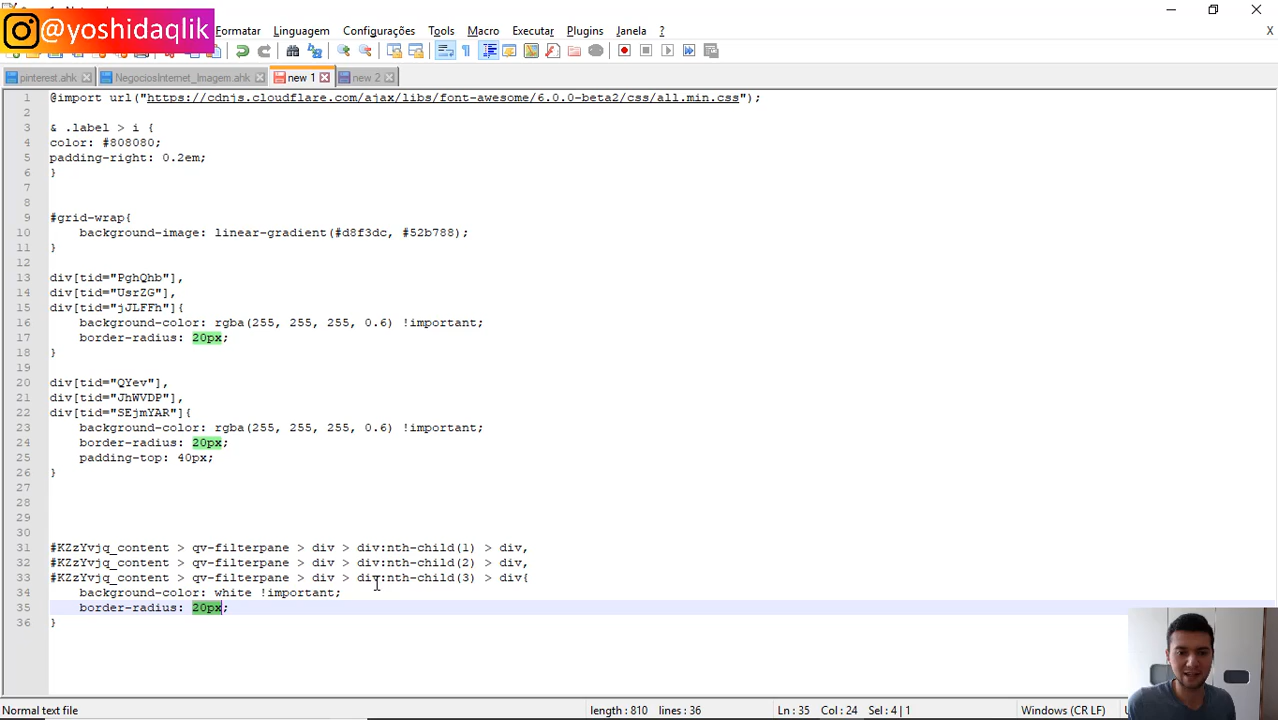 new 1
@yoshidaqlik
Formatar Linguagem Configurações Tools Macro Executar Plugins Janela ? X
pinterest.ahk NegociosInternet_Imagem.ahk new 1 new 2
1 @import url("https://cdnjs.cloudflare.com/ajax/libs/font-awesome/6.0.0-beta2/css/all.min.css");
2
3 & .label > i {
4 color: #808080;
5 padding-right: 0.2em;
6 }
7
8
9 #grid-wrap{
10 background-image: linear-gradient(#d8f3dc, #52b788);
11 }
12
13 div[tid="PghQhb"],
14 div[tid="UsrZG"],
15 div[tid="jJLFFh"]{
16 background-color: rgba(255, 255, 255, 0.6) !important;
17 border-radius: 20px;
18 }
19
20 div[tid="QYev"],
21 div[tid="JhWVDP"],
22 div[tid="SEjmYAR"]{
23 background-color: rgba(255, 255, 255, 0.6) !important;
24 border-radius: 20px;
25 padding-top: 40px;
26 }
27
28
29
30
31 #KZzYvjq_content > qv-filterpane > div > div:nth-child(1) > div,
32 #KZzYvjq_content > qv-filterpane > div > div:nth-child(2) > div,
33 #KZzYvjq_content > qv-filterpane > div > div:nth-child(3) > div{
34 background-color: white !important;
35 border-radius: 20px;
36 }
Normal text file length : 810 lines : 36 Ln : 35 Col : 24 Sel : 4 | 1 Windows (CR LF)